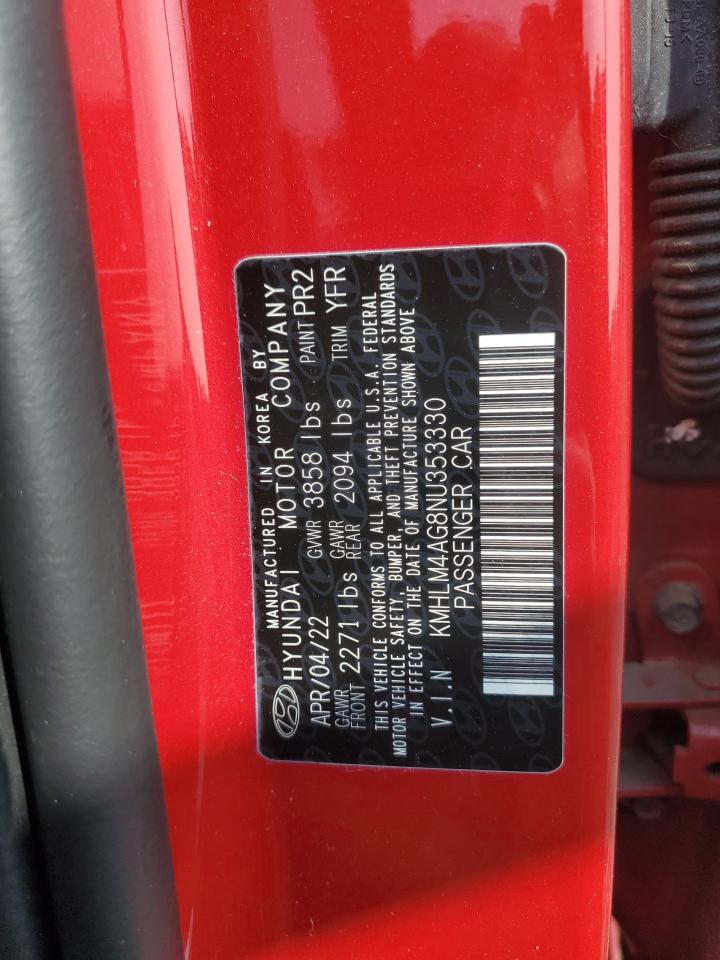 MANUFACTURED IN KOREA BY
HYUNDAI MOTOR COMPANY
APR/04/22 GVWR 3858 lbs PAINT PR2
GAWR FRONT 2271 lbs GAWR REAR 2094 lbs TRIM YFR
THIS VEHICLE CONFORMS TO ALL APPLICABLE U.S.A. FEDERAL
MOTOR VEHICLE SAFETY, BUMPER AND THEFT PREVENTION STANDARDS
IN EFFECT ON THE DATE OF MANUFACTURE SHOWN ABOVE
V.I.N KMHLM4AG8NU353330
PASSENGER CAR